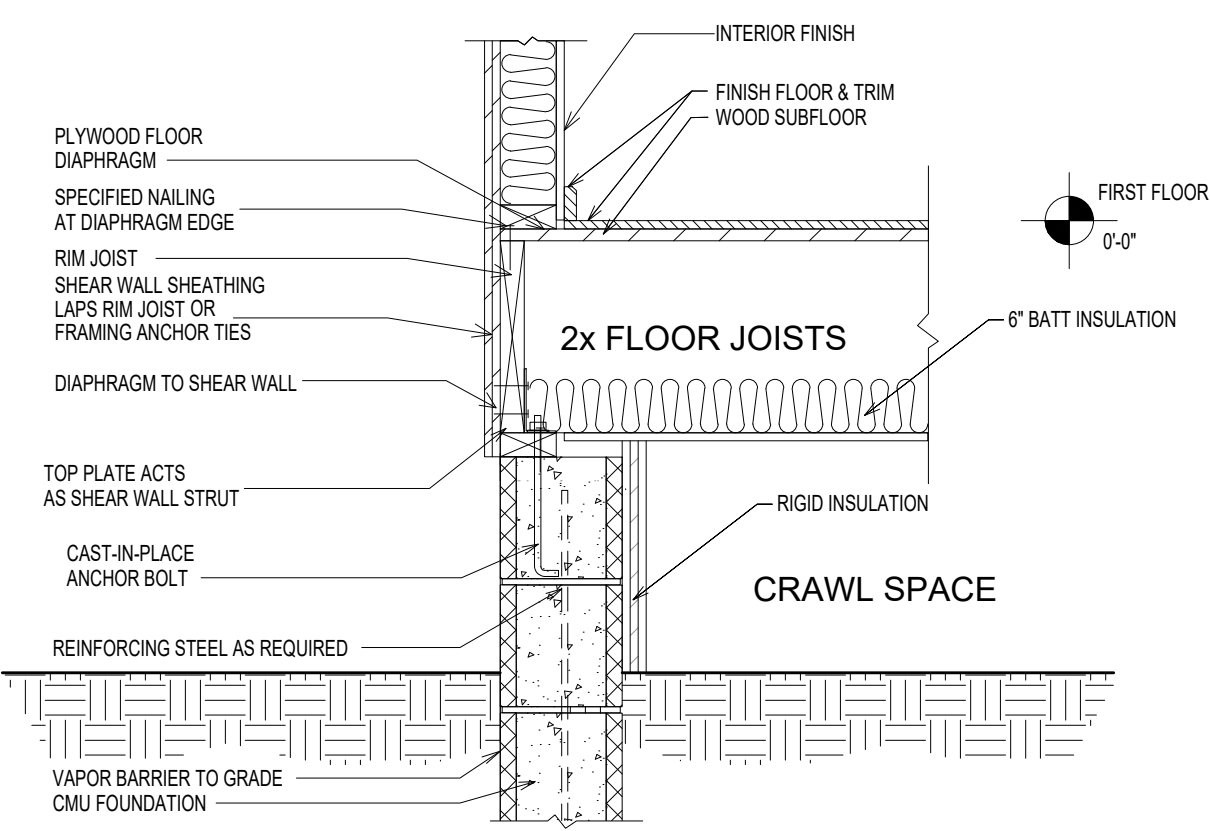 INTERIOR FINISH
FINISH FLOOR & TRIM
WOOD SUBFLOOR
PLYWOOD FLOOR
DIAPHRAGM
SPECIFIED NAILING
AT DIAPHRAGM EDGE
RIM JOIST
SHEAR WALL SHEATHING
LAPS RIM JOIST OR
FRAMING ANCHOR TIES
DIAPHRAGM TO SHEAR WALL
TOP PLATE ACTS
AS SHEAR WALL STRUT
CAST-IN-PLACE
ANCHOR BOLT
REINFORCING STEEL AS REQUIRED
VAPOR BARRIER TO GRADE
CMU FOUNDATION
2x FLOOR JOISTS
FIRST FLOOR
0'-0"
6" BATT INSULATION
RIGID INSULATION
CRAWL SPACE